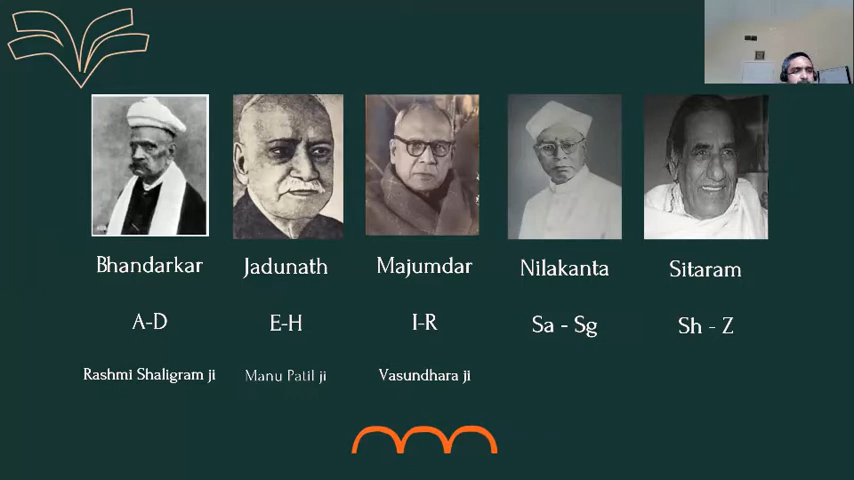 Bhandarkar
Jadunath
Majumdar
Nilakanta
Sitaram
A-D
E-H
I-R
Sa - Sg
Sh - Z
Rashmi Shaligram ji
Manu Patil ji
Vasundhara ji